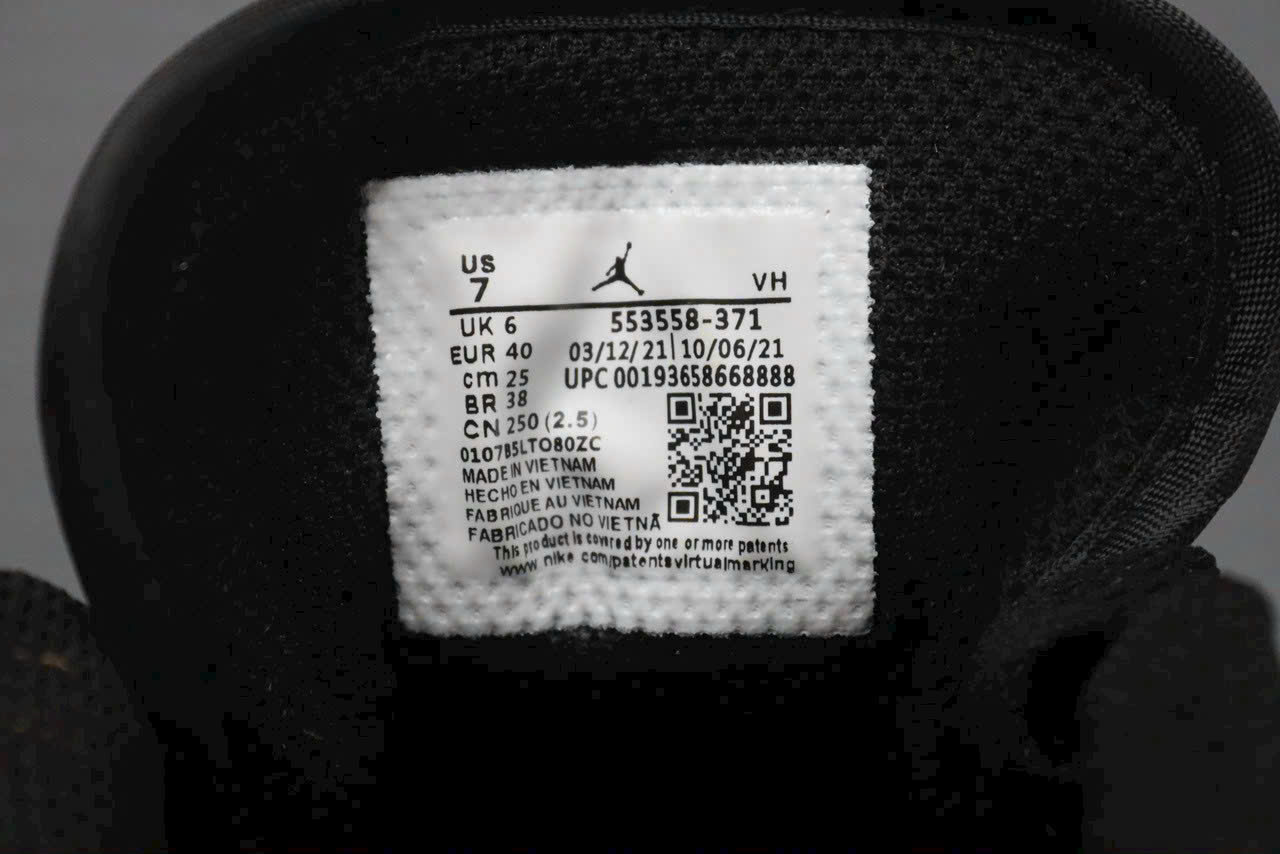 US
7
VH
UK 6
553558-371
EUR 40
03/12/21|10/06/21
cm 25
UPC 00193658668888
BR 38
CN 250 (2.5)
0107B5LTO80ZC
MADE IN VIETNAM
HECHO EN VIETNAM
FABRIQUE AU VIETNAM
FABRICADO NO VIETNÃ
This product is covered by one or more patents
www nike com/patentsvirtualmarking